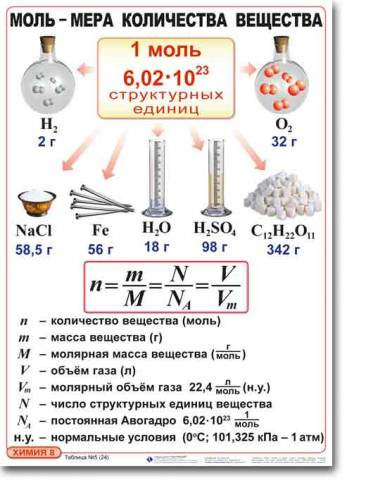 МОЛЬ – МЕРА КОЛИЧЕСТВА ВЕЩЕСТВА
1 моль
6,02·10²³
структурных
единиц
H₂
2 г
O₂
32 г
NaCl
58,5 г
Fe
56 г
H₂O
18 г
H₂SO₄
98 г
C₁₂H₂₂O₁₁
342 г
n = m/M = N/N_A = V/Vₘ
n – количество вещества (моль)
m – масса вещества (г)
M – молярная масса вещества (г/моль)
V – объём газа (л)
Vₘ – молярный объём газа 22,4 л/моль (н.у.)
N – число структурных единиц вещества
N_A – постоянная Авогадро 6,02·10²³ 1/моль
н.у. – нормальные условия (0°С; 101,325 кПа – 1 атм)
ХИМИЯ 8
Таблица №5 (24)